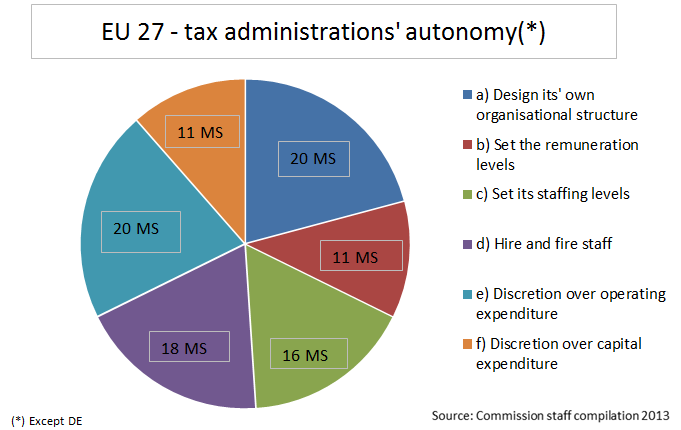 EU 27 - tax administrations' autonomy(*)
11 MS
20 MS
20 MS
11 MS
18 MS
16 MS
a) Design its' own
organisational structure
b) Set the remuneration
levels
c) Set its staffing levels
d) Hire and fire staff
e) Discretion over operating
expenditure
f) Discretion over capital
expenditure
(*) Except DE
Source: Commission staff compilation 2013